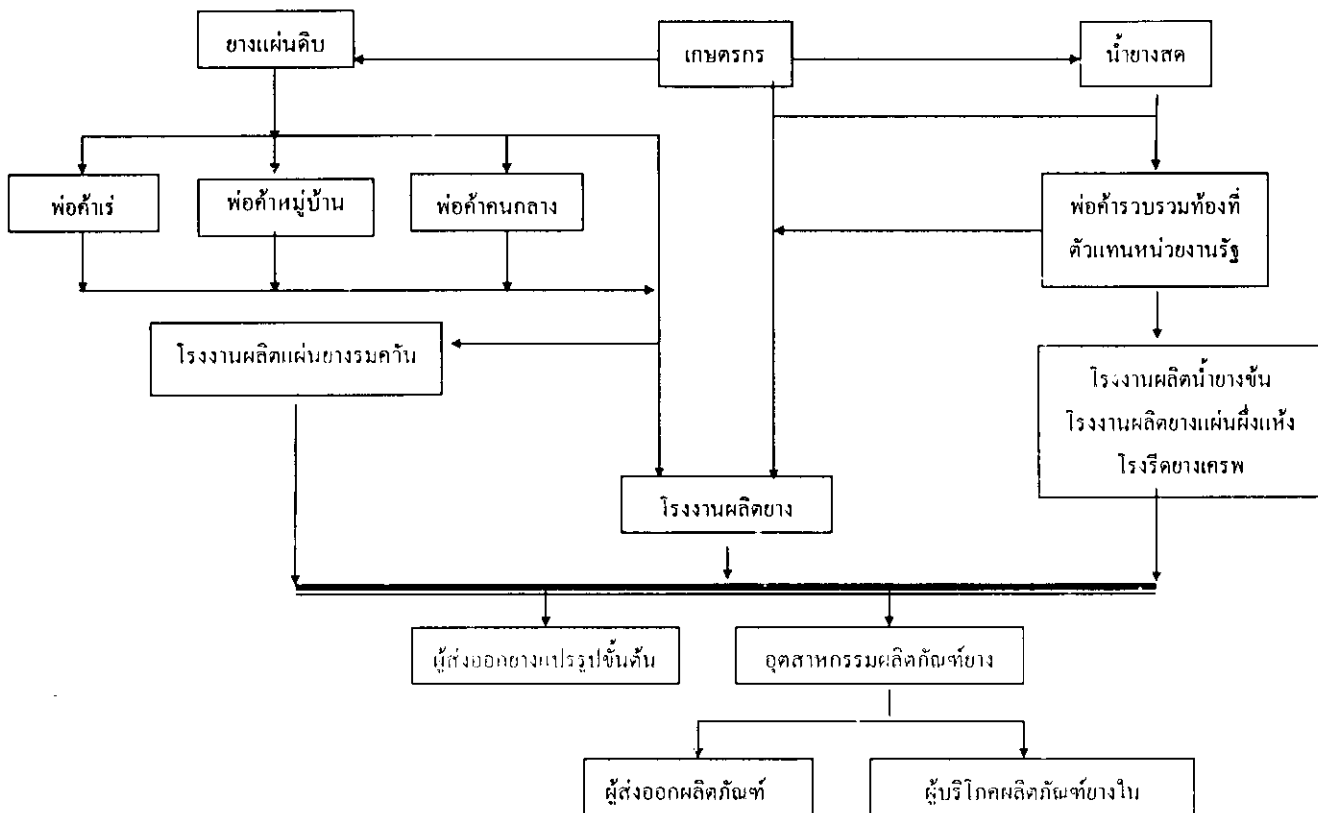 ยางแผ่นดิบ
เกษตรกร
น้ำยางสด
พ่อค้าเร่
พ่อค้าหมู่บ้าน
พ่อค้าคนกลาง
พ่อค้ารวบรวมท้องที่
ตัวแทนหน่วยงานรัฐ
โรงงานผลิตแผ่นยางรมควัน
โรงงานผลิตน้ำยางข้น
โรงงานผลิตยางแผ่นผึ่งแห้ง
โรงรีดยางเครพ
โรงงานผลิตยาง
ผู้ส่งออกยางแปรรูปขั้นต้น
อุตสาหกรรมผลิตภัณฑ์ยาง
ผู้ส่งออกผลิตภัณฑ์
ผู้บริโภคผลิตภัณฑ์ยางใน